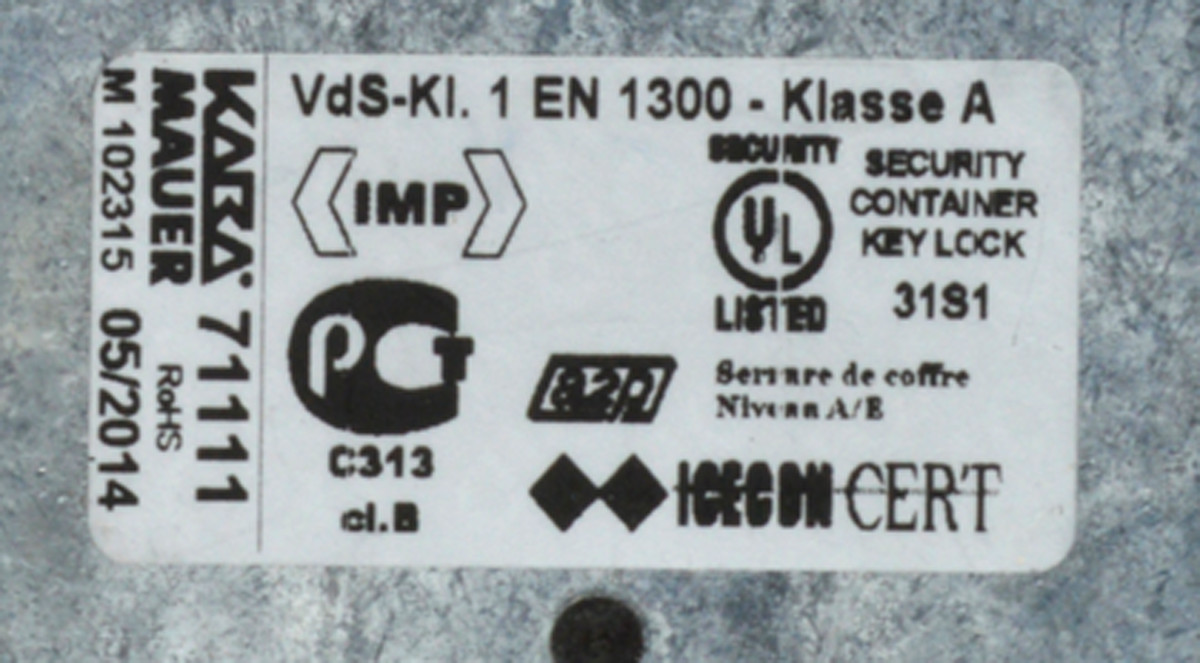 KABA 71111
MAUER RoHS
M 102315 05/2014
VdS-Kl. 1 EN 1300 - Klasse A
IMP
SECURITY
UL
LISTED
SECURITY
CONTAINER
KEY LOCK
31S1
PCT
C313
cl.B
a2p
Serrure de coffre
Niveau A/E
ICECON CERT